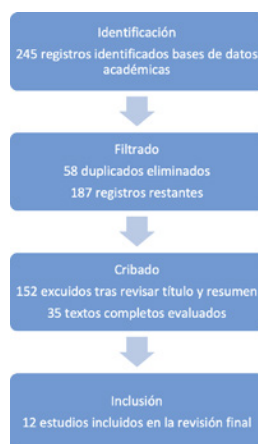 Identificación
245 registros identificados bases de datos
académicas
Filtrado
58 duplicados eliminados
187 registros restantes
Cribado
152 excuidos tras revisar título y resumen
35 textos completos evaluados
Inclusión
12 estudios incluidos en la revisión final